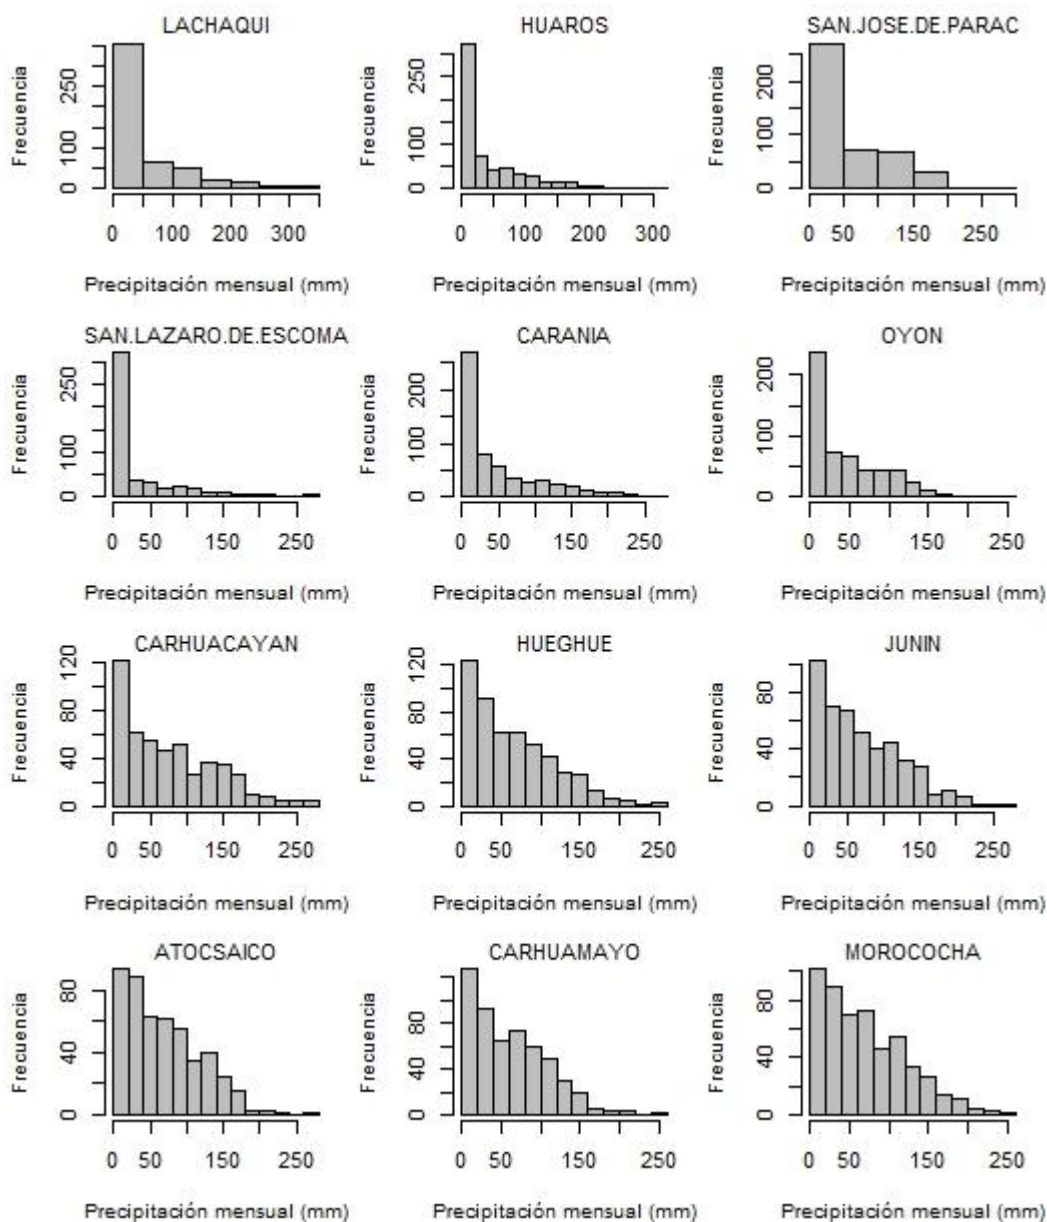 LACHAQUI
HUAROS
SAN.JOSE.DE.PARAC
Frecuencia
0 100 250
0 100 200 300
Precipitación mensual (mm)
Frecuencia
0 100 250
0 100 200 300
Precipitación mensual (mm)
Frecuencia
0 100 200
0 50 150 250
Precipitación mensual (mm)
SAN.LAZARO.DE.ESCOMA
CARANIA
OYON
Frecuencia
0 100 250
0 50 150 250
Precipitación mensual (mm)
Frecuencia
0 100 200
0 50 150 250
Precipitación mensual (mm)
Frecuencia
0 100 200
0 50 150 250
Precipitación mensual (mm)
CARHUACAYAN
HUEGHUE
JUNIN
Frecuencia
0 40 80 120
0 50 150 250
Precipitación mensual (mm)
Frecuencia
0 40 80 120
0 50 150 250
Precipitación mensual (mm)
Frecuencia
0 40 80
0 50 150 250
Precipitación mensual (mm)
ATOCSAICO
CARHUAMAYO
MOROCOCHA
Frecuencia
0 40 80
0 50 150 250
Precipitación mensual (mm)
Frecuencia
0 40 80
0 50 150 250
Precipitación mensual (mm)
Frecuencia
0 40 80
0 50 150 250
Precipitación mensual (mm)